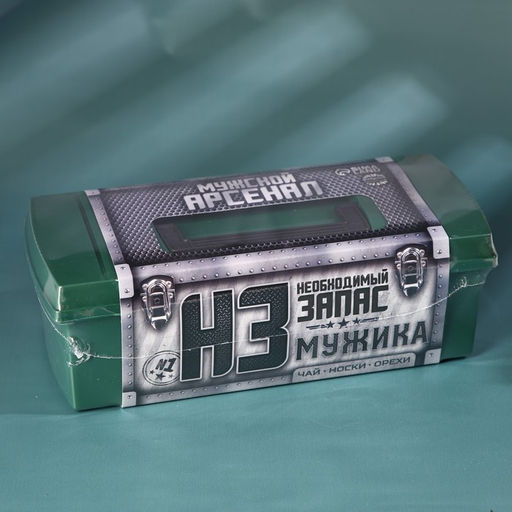 МУЖСКОЙ
АРСЕНАЛ
НЗ
НЕОБХОДИМЫЙ
ЗАПАС
МУЖИКА
ЧАЙ • НОСКИ • ОРЕХИ
№1